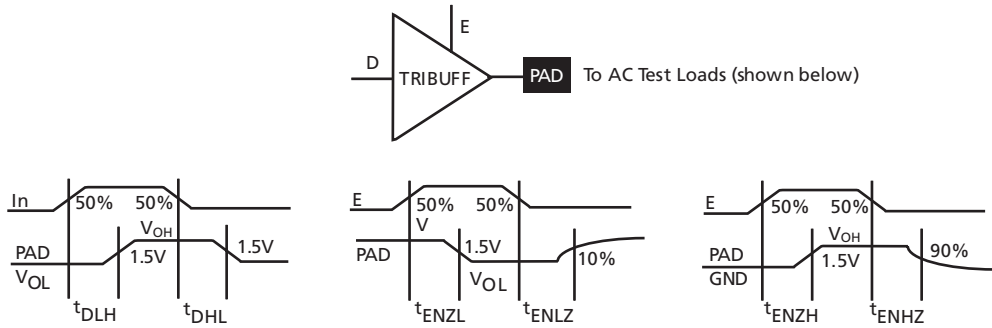 E
D
TRIBUFF
PAD
To AC Test Loads (shown below)
In
50%
50%
PAD
VOL
VOH
1.5V
1.5V
tDLH
tDHL
E
50%
50%
V
PAD
1.5V
VOL
10%
tENZL
tENLZ
E
50%
50%
PAD
GND
VOH
1.5V
90%
tENZH
tENHZ